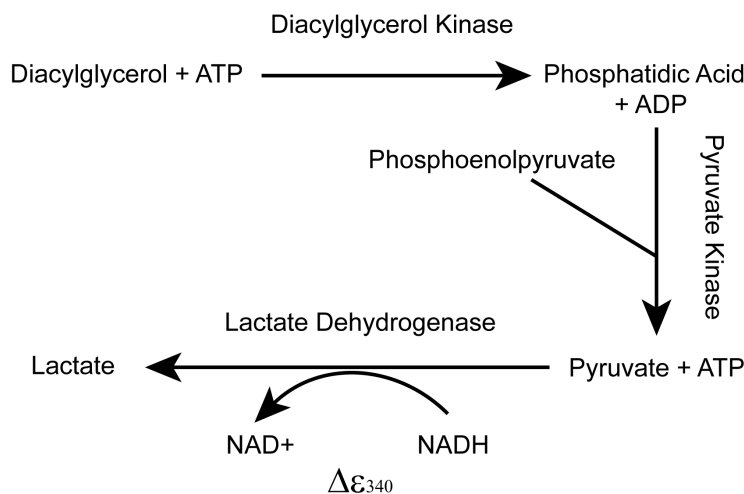 Diacylglycerol Kinase
Diacylglycerol + ATP
Phosphatidic Acid
+ ADP
Phosphoenolpyruvate
Pyruvate Kinase
Lactate Dehydrogenase
Lactate
Pyruvate + ATP
NAD+
NADH
Δε340